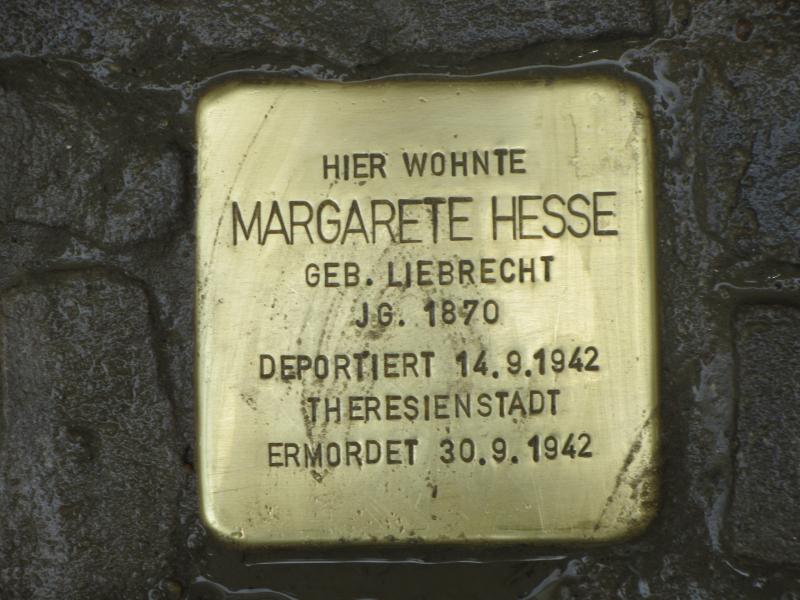 HIER WOHNTE
MARGARETE HESSE
GEB. LIEBRECHT
JG. 1870
DEPORTIERT 14.9.1942
THERESIENSTADT
ERMORDET 30.9.1942